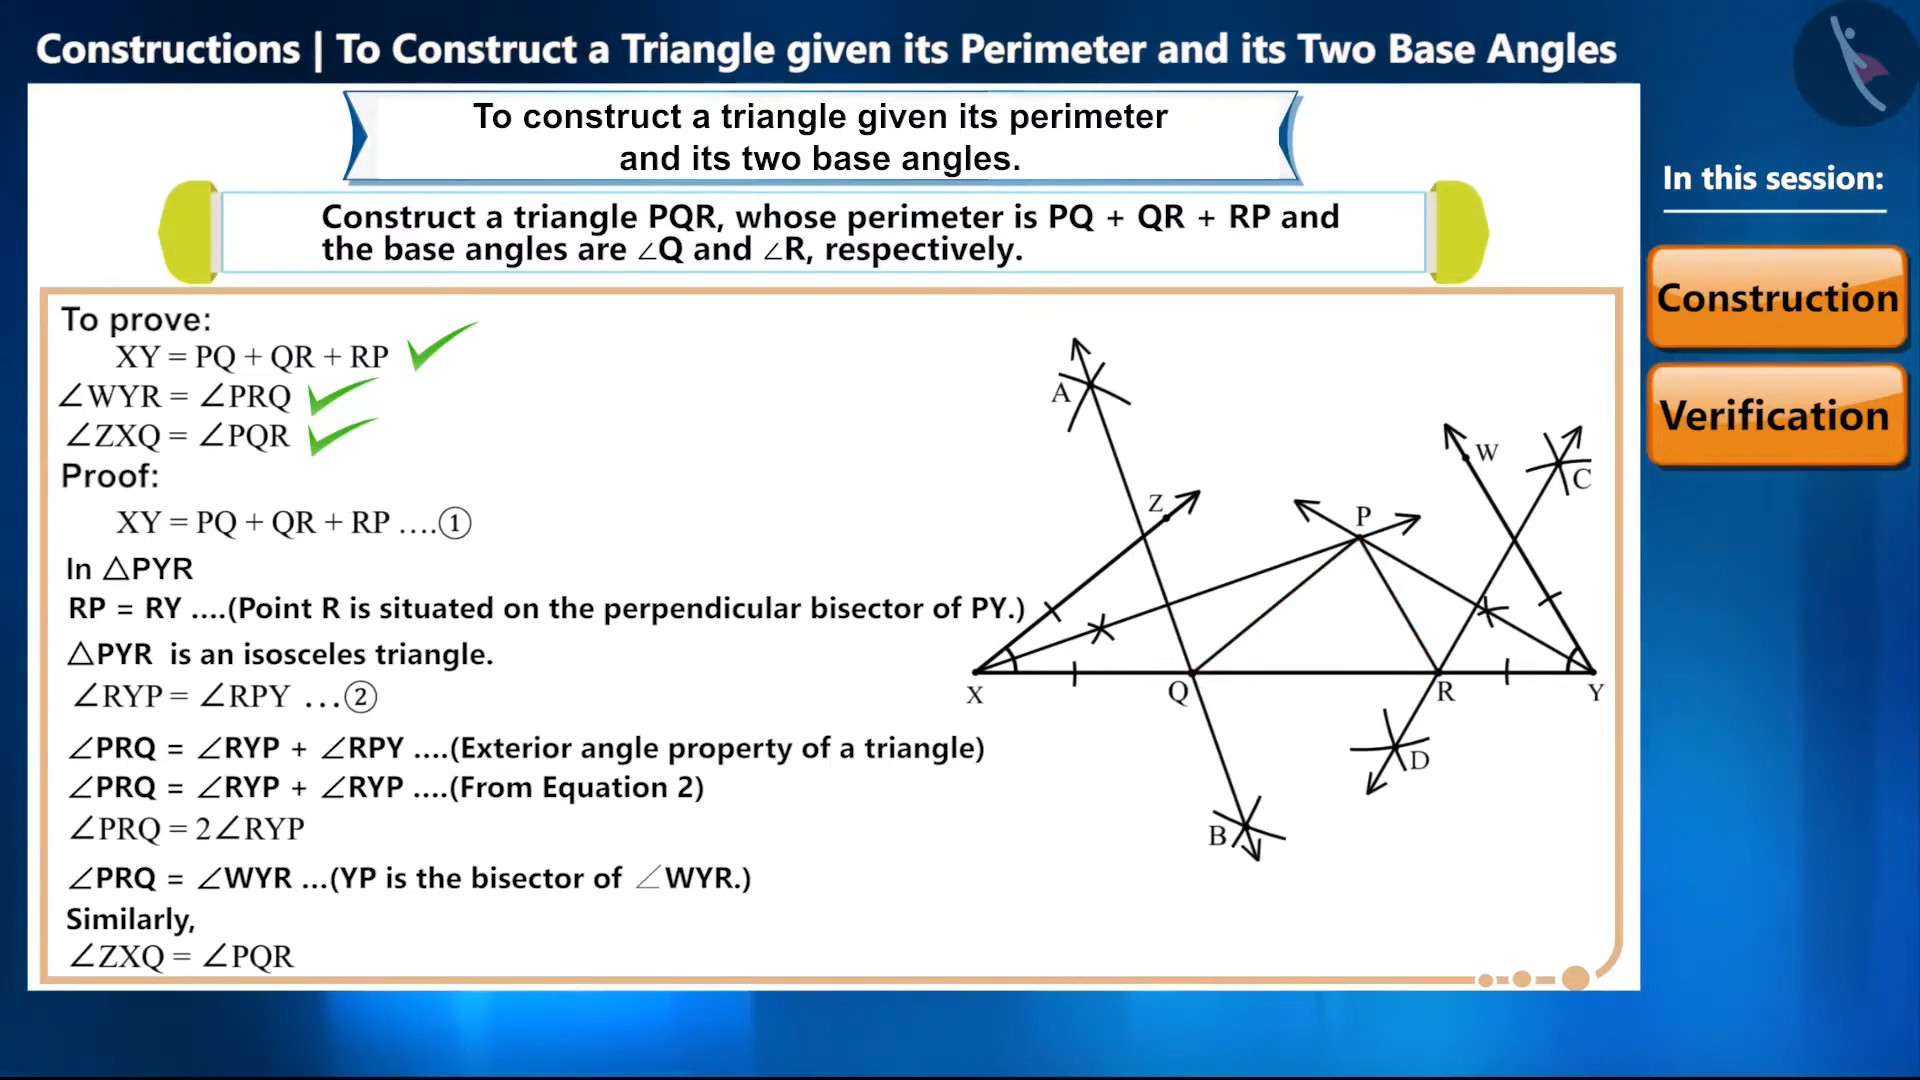 Constructions | To Construct a Triangle given its Perimeter and its Two Base Angles
To construct a triangle given its perimeter
and its two base angles.
Construct a triangle PQR, whose perimeter is PQ + QR + RP and
the base angles are ∠Q and ∠R, respectively.
In this session:
Construction
Verification
To prove:
XY = PQ + QR + RP
∠WYR = ∠PRQ
∠ZXQ = ∠PQR
Proof:
XY = PQ + QR + RP ....①
In △PYR
RP = RY ....(Point R is situated on the perpendicular bisector of PY.)
△PYR is an isosceles triangle.
∠RYP = ∠RPY ...②
∠PRQ = ∠RYP + ∠RPY ....(Exterior angle property of a triangle)
∠PRQ = ∠RYP + ∠RYP ....(From Equation 2)
∠PRQ = 2∠RYP
∠PRQ = ∠WYR ...(YP is the bisector of ∠WYR.)
Similarly,
∠ZXQ = ∠PQR
A
W
C
Z
P
X
Q
R
Y
D
B